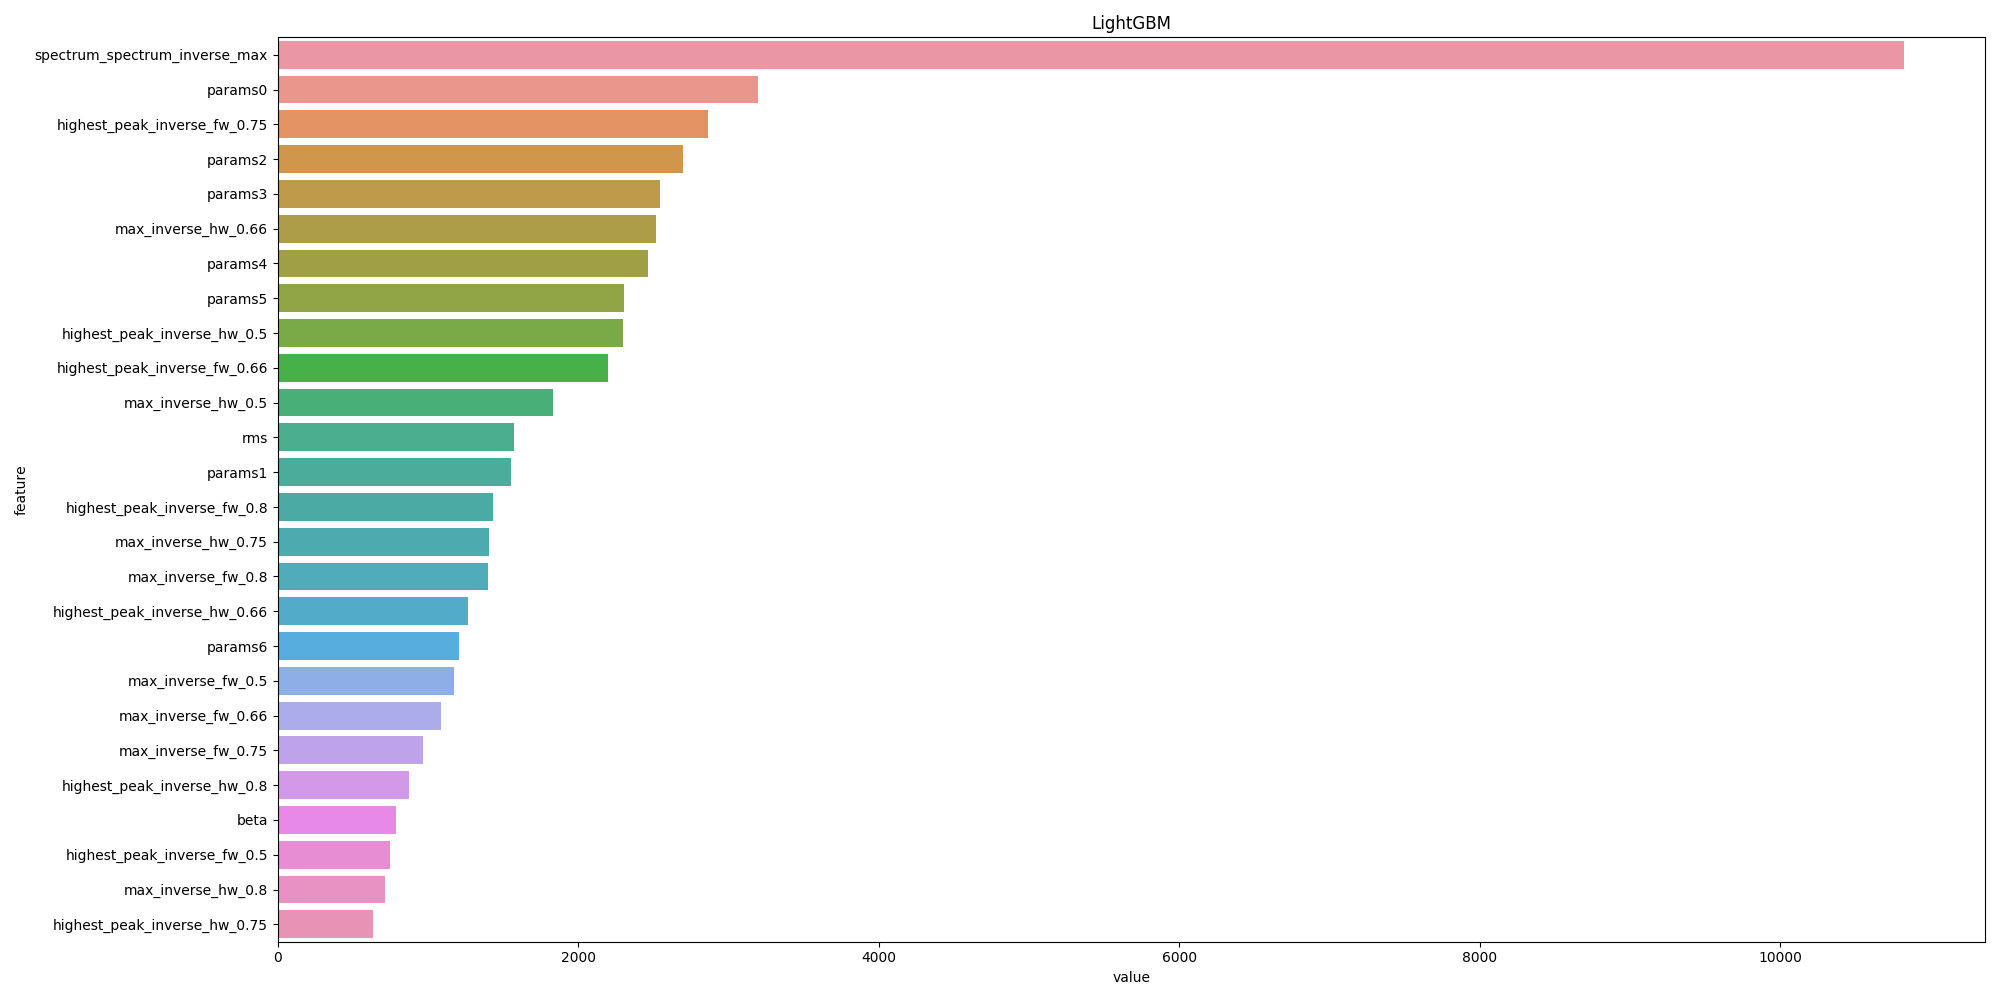 LightGBM
spectrum_spectrum_inverse_max
params0
highest_peak_inverse_fw_0.75
params2
params3
max_inverse_hw_0.66
params4
params5
highest_peak_inverse_hw_0.5
highest_peak_inverse_fw_0.66
max_inverse_hw_0.5
rms
params1
highest_peak_inverse_fw_0.8
max_inverse_hw_0.75
max_inverse_fw_0.8
highest_peak_inverse_hw_0.66
params6
max_inverse_fw_0.5
max_inverse_fw_0.66
max_inverse_fw_0.75
highest_peak_inverse_hw_0.8
beta
highest_peak_inverse_fw_0.5
max_inverse_hw_0.8
highest_peak_inverse_hw_0.75
feature
0 2000 4000 6000 8000 10000
value